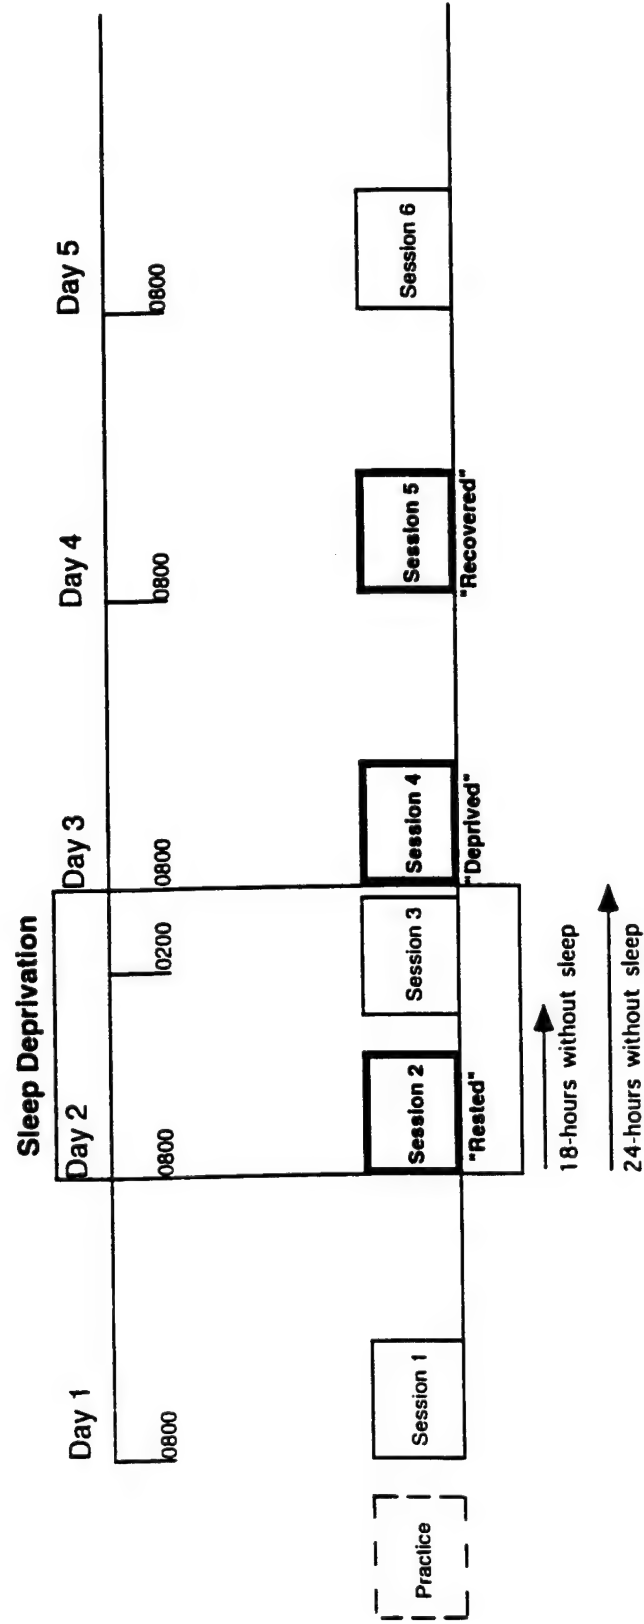 Sleep Deprivation
Day 1
Day 2
Day 3
Day 4
Day 5
0800
0800
0200
0800
0800
0800
Practice
Session 1
Session 2
Session 3
Session 4
Session 5
Session 6
"Rested"
"Deprived"
"Recovered"
18-hours without sleep
24-hours without sleep